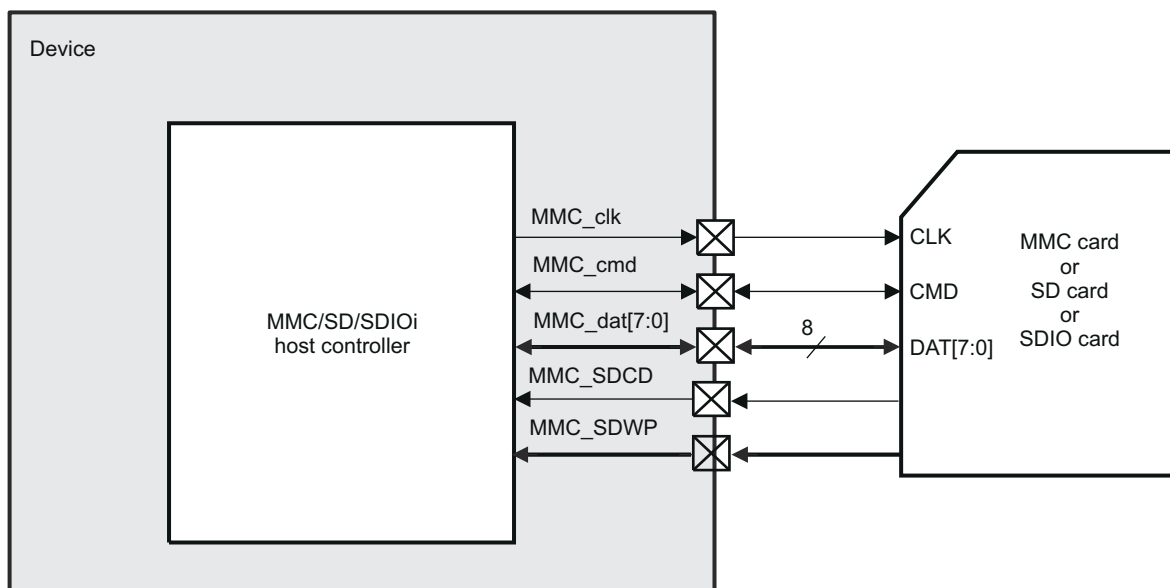 Device
MMC/SD/SDIOi
host controller
MMC_clk
MMC_cmd
MMC_dat[7:0]
MMC_SDCD
MMC_SDWP
8
CLK
CMD
DAT[7:0]
MMC card
or
SD card
or
SDIO card